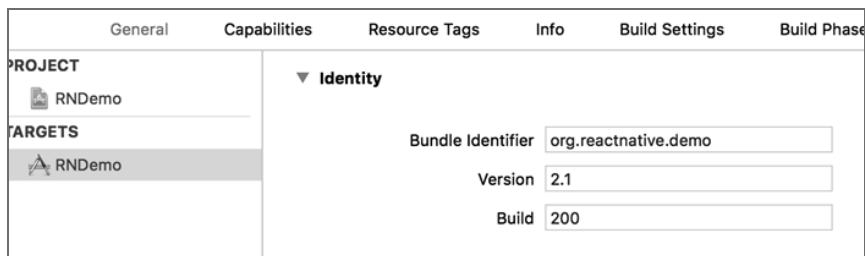 General Capabilities Resource Tags Info Build Settings Build Phase
PROJECT
RNDemo
TARGETS
RNDemo
Identity
Bundle Identifier org.reactnative.demo
Version 2.1
Build 200